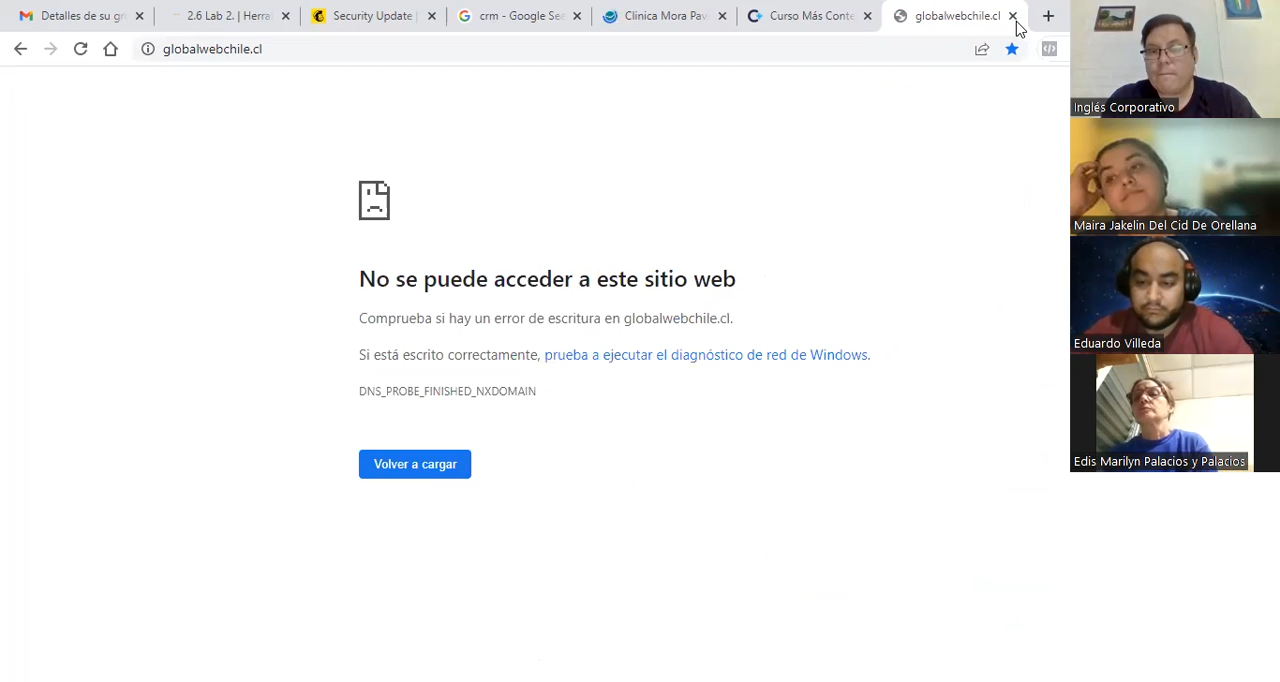 Detalles de su gr
2.6 Lab 2. | Herra
Security Update |
crm - Google Sea
Clinica Mora Pav
Curso Más Conte
globalwebchile.cl
globalwebchile.cl
No se puede acceder a este sitio web
Comprueba si hay un error de escritura en globalwebchile.cl.
Si está escrito correctamente, prueba a ejecutar el diagnóstico de red de Windows.
DNS_PROBE_FINISHED_NXDOMAIN
Volver a cargar
Inglés Corporativo
Maira Jakelin Del Cid De Orellana
Eduardo Villeda
Edis Marilyn Palacios y Palacios